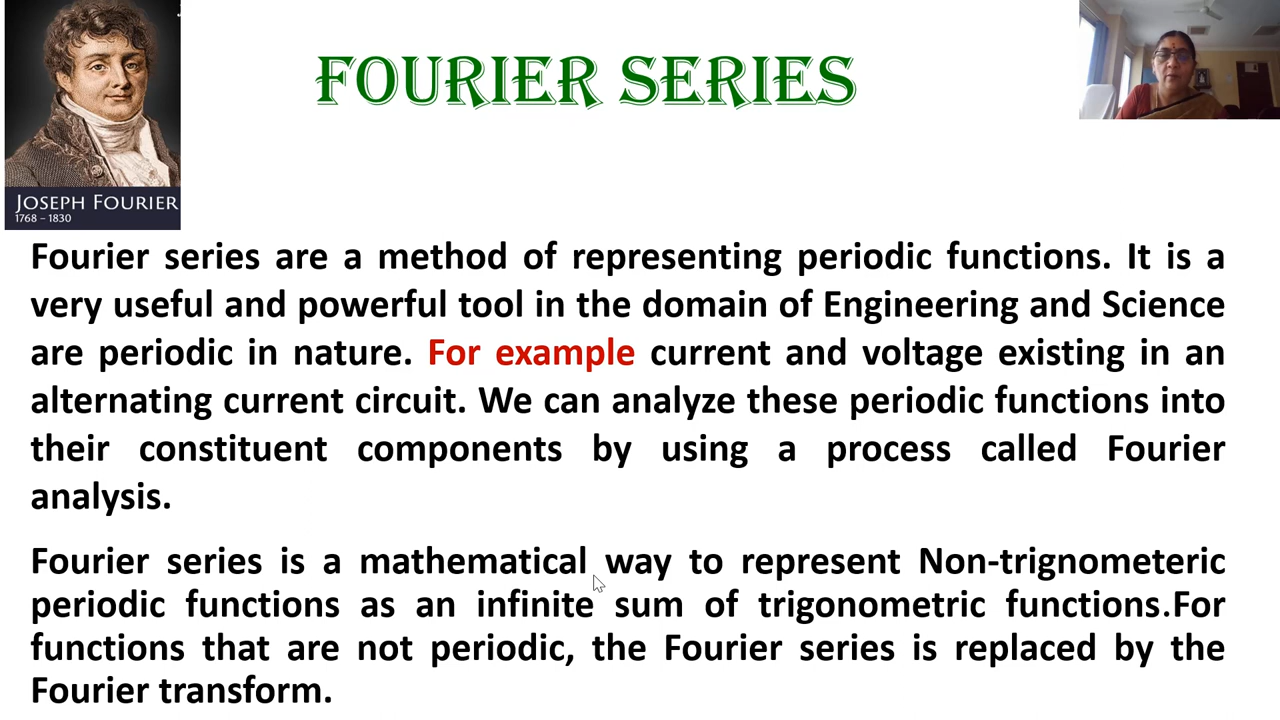 FOURIER SERIES
JOSEPH FOURIER
1768 – 1830
Fourier series are a method of representing periodic functions. It is a
very useful and powerful tool in the domain of Engineering and Science
are periodic in nature. For example current and voltage existing in an
alternating current circuit. We can analyze these periodic functions into
their constituent components by using a process called Fourier
analysis.
Fourier series is a mathematical way to represent Non-trignometeric
periodic functions as an infinite sum of trigonometric functions.For
functions that are not periodic, the Fourier series is replaced by the
Fourier transform.